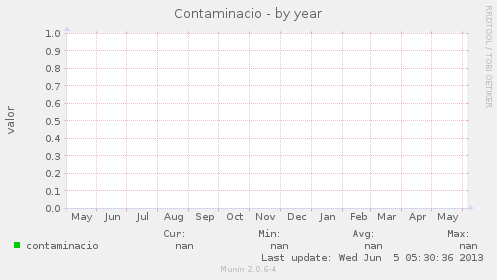 Contaminacio - by year
RRDTOOL / TOBI OETIKER
valor
1.0
0.9
0.8
0.7
0.6
0.5
0.4
0.3
0.2
0.1
0.0
May Jun Jul Aug Sep Oct Nov Dec Jan Feb Mar Apr May
Cur: Min: Avg: Max:
contaminacio nan nan nan nan
Last update: Wed Jun 5 05:30:36 2013
Munin 2.0.6-4